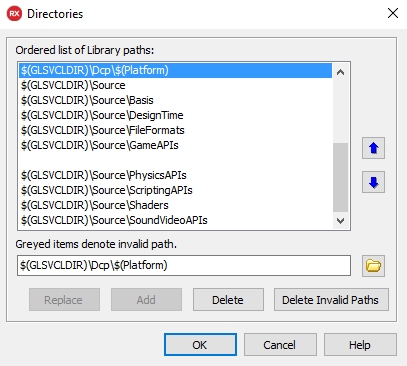 RX Directories
Ordered list of Library paths:
$(GLSVCLDIR)\Dcp\$(Platform)
$(GLSVCLDIR)\Source
$(GLSVCLDIR)\Source\Basis
$(GLSVCLDIR)\Source\DesignTime
$(GLSVCLDIR)\Source\FileFormats
$(GLSVCLDIR)\Source\GameAPIs
$(GLSVCLDIR)\Source\PhysicsAPIs
$(GLSVCLDIR)\Source\ScriptingAPIs
$(GLSVCLDIR)\Source\Shaders
$(GLSVCLDIR)\Source\SoundVideoAPIs
Greyed items denote invalid path.
$(GLSVCLDIR)\Dcp\$(Platform)
Replace Add Delete Delete Invalid Paths
OK Cancel Help